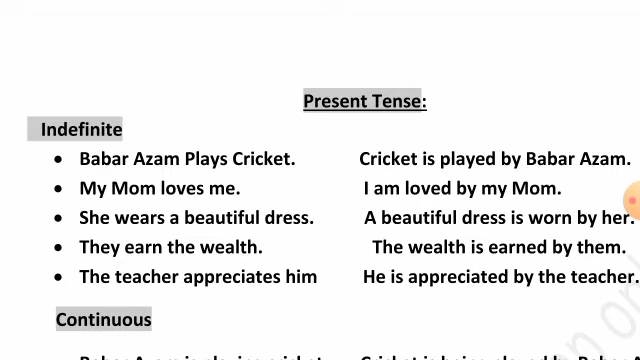 Present Tense:
Indefinite
• Babar Azam Plays Cricket. Cricket is played by Babar Azam.
• My Mom loves me. I am loved by my Mom.
• She wears a beautiful dress. A beautiful dress is worn by her.
• They earn the wealth. The wealth is earned by them.
• The teacher appreciates him He is appreciated by the teacher.
Continuous